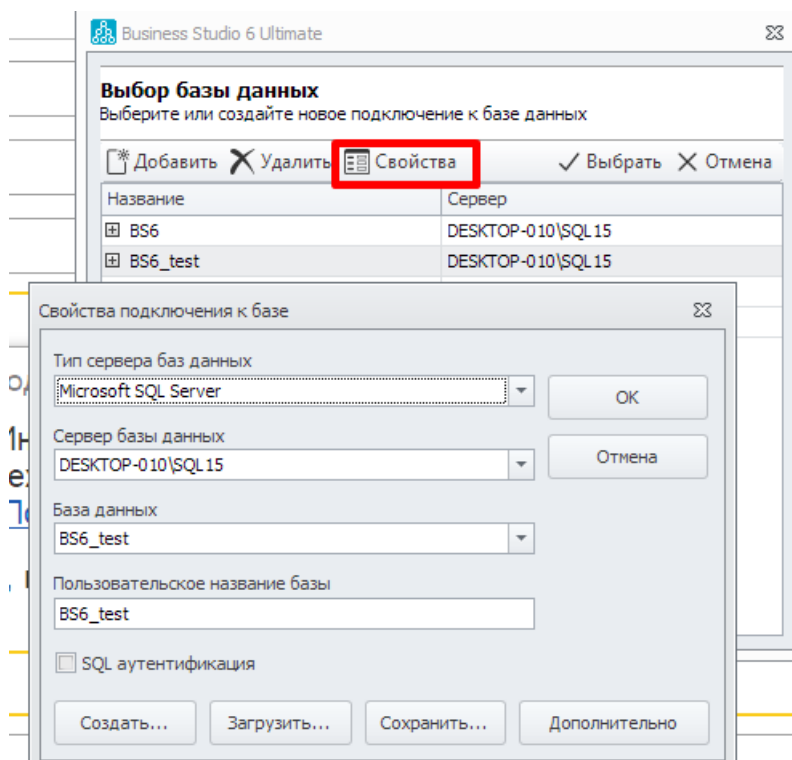 Business Studio 6 Ultimate
Выбор базы данных
Выберите или создайте новое подключение к базе данных
Добавить Удалить Свойства Выбрать Отмена
Название Сервер
BS6 DESKTOP-010\SQL15
BS6_test DESKTOP-010\SQL15
Свойства подключения к базе
Тип сервера баз данных
Microsoft SQL Server
OK
Сервер базы данных
DESKTOP-010\SQL15
Отмена
База данных
BS6_test
Пользовательское название базы
BS6_test
SQL аутентификация
Создать... Загрузить... Сохранить... Дополнительно